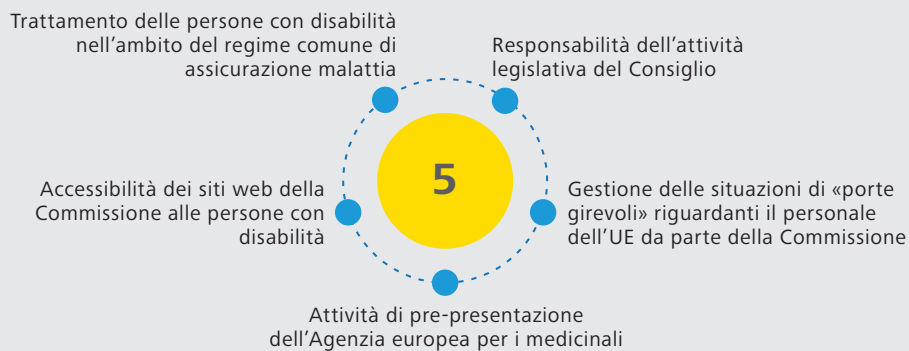 Trattamento delle persone con disabilità
nell'ambito del regime comune di
assicurazione malattia
Responsabilità dell'attività
legislativa del Consiglio
5
Accessibilità dei siti web della
Commissione alle persone con
disabilità
Gestione delle situazioni di «porte
girevoli» riguardanti il personale
dell'UE da parte della Commissione
Attività di pre-presentazione
dell'Agenzia europea per i medicinali